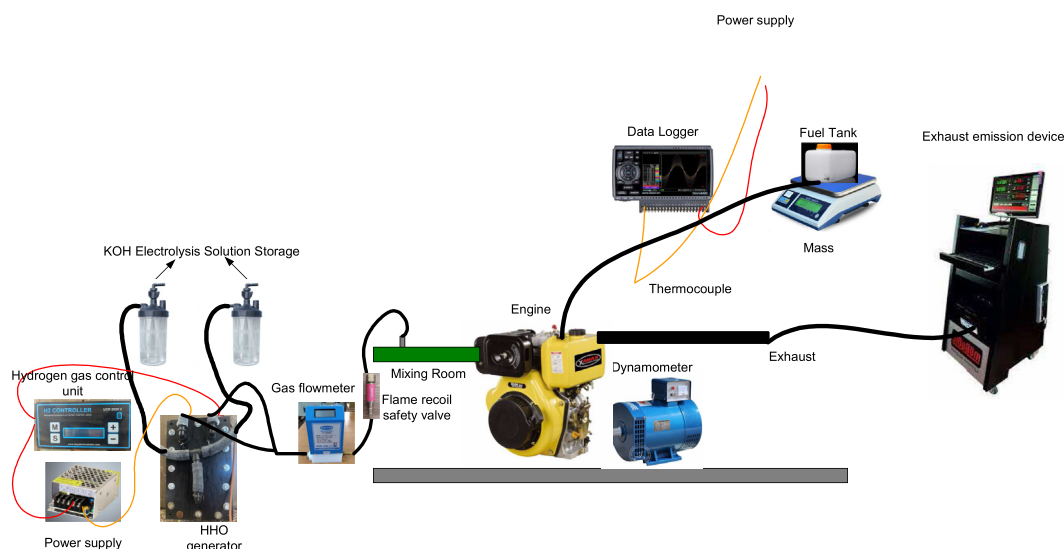 Power supply
Data Logger
Fuel Tank
Exhaust emission device
Mass
KOH Electrolysis Solution Storage
Thermocouple
Engine
Exhaust
Mixing Room
Dynamometer
Hydrogen gas control
unit
Gas flowmeter
Flame recoil
safety valve
H2 CONTROLLER
M
+
S
−
HHO
generator
Power supply